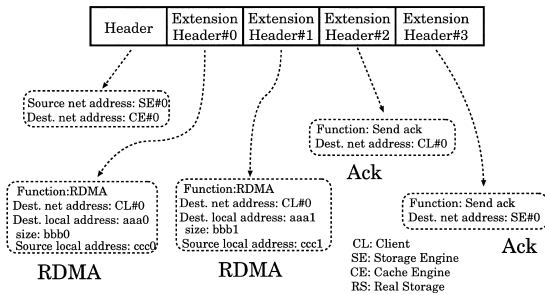 Header
Extension
Header#0
Extension
Header#1
Extension
Header#2
Extension
Header#3
Source net address: SE#0
Dest. net address: CE#0
Function: Send ack
Dest. net address: CL#0
Ack
Function:RDMA
Dest. net address: CL#0
Dest. local address: aaa0
size: bbb0
Source local address: ccc0
RDMA
Function:RDMA
Dest. net address: CL#0
Dest. local address: aaa1
size: bbb1
Source local address: ccc1
RDMA
Function: Send ack
Dest. net address: SE#0
Ack
CL: Client
SE: Storage Engine
CE: Cache Engine
RS: Real Storage